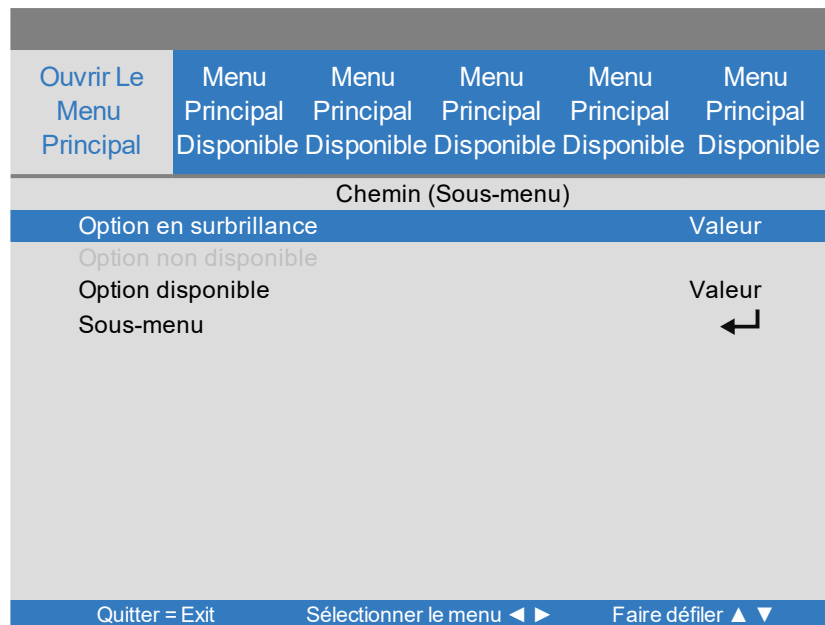 Ouvrir Le Menu Menu Menu Menu Menu
Menu Principal Principal Principal Principal Principal
Principal Disponible Disponible Disponible Disponible Disponible
Chemin (Sous-menu)
Option en surbrillance Valeur
Option non disponible
Option disponible Valeur
Sous-menu
Quitter = Exit Sélectionner le menu ◄ ► Faire défiler ▲ ▼